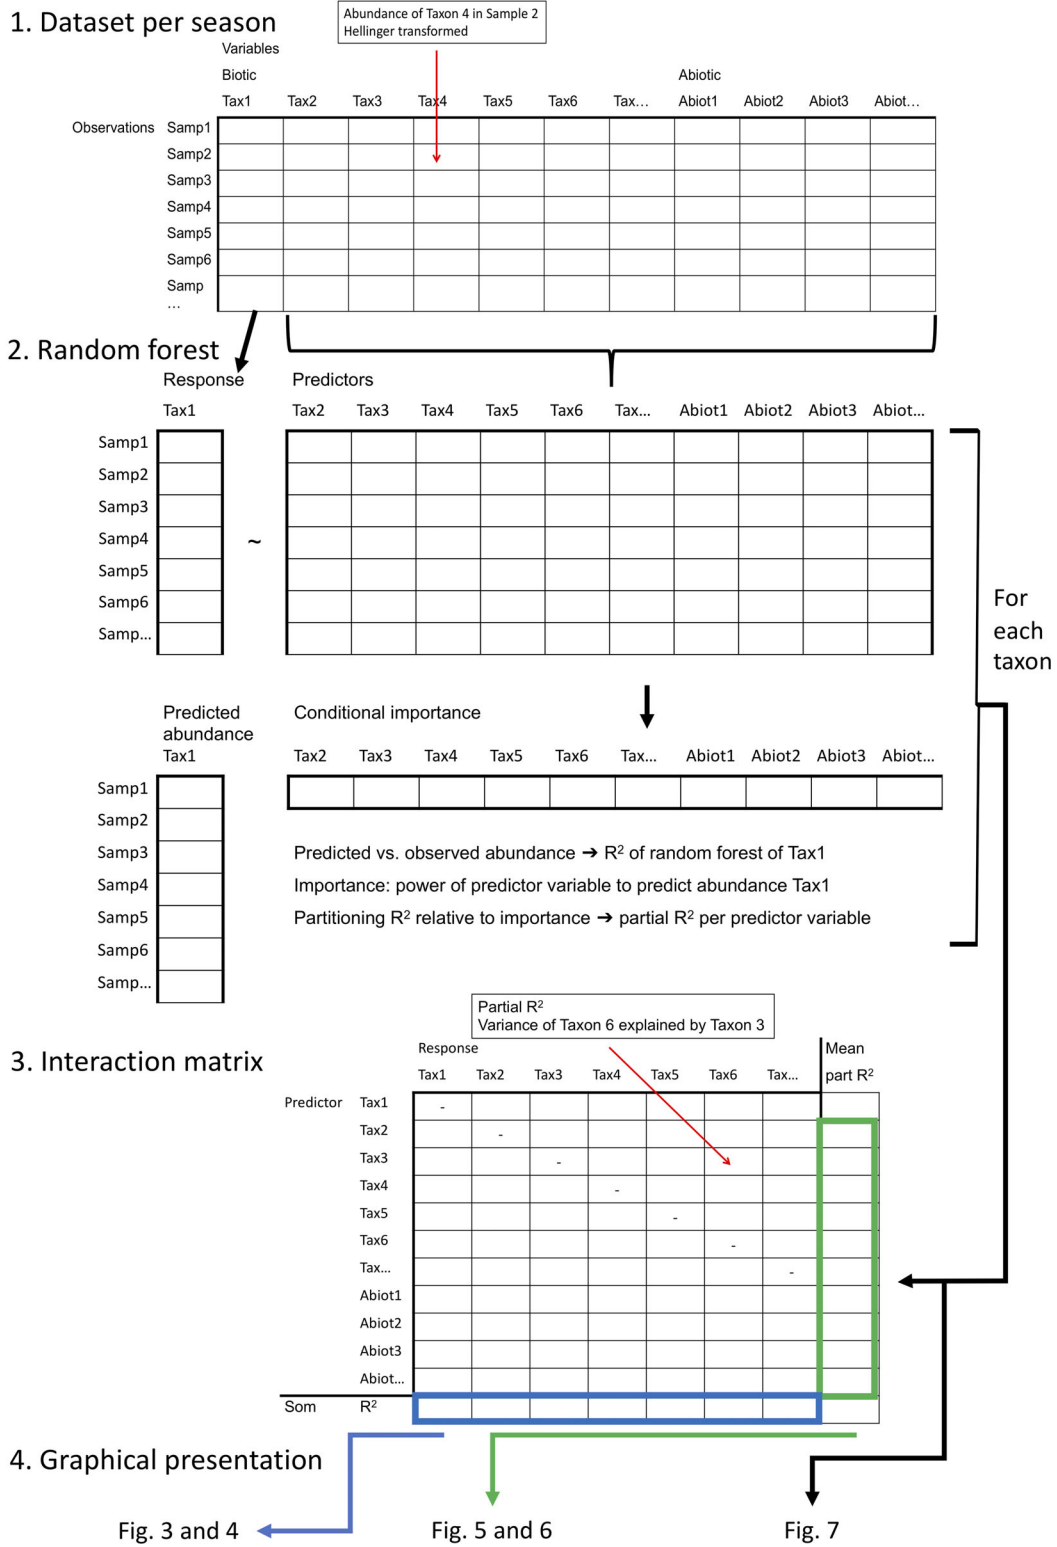 1. Dataset per season
Abundance of Taxon 4 in Sample 2
Hellinger transformed
Variables
Biotic Abiotic
Tax1 Tax2 Tax3 Tax4 Tax5 Tax6 Tax... Abiot1 Abiot2 Abiot3 Abiot...
Observations Samp1
Samp2
Samp3
Samp4
Samp5
Samp6
Samp
...
2. Random forest
Response Predictors
Tax1 Tax2 Tax3 Tax4 Tax5 Tax6 Tax... Abiot1 Abiot2 Abiot3 Abiot...
Samp1
Samp2
Samp3
Samp4 ~
Samp5
Samp6
Samp...
For
each
taxon
Predicted
abundance
Conditional importance
Tax1 Tax2 Tax3 Tax4 Tax5 Tax6 Tax... Abiot1 Abiot2 Abiot3 Abiot...
Samp1
Samp2
Samp3
Samp4
Samp5
Samp6
Samp...
Predicted vs. observed abundance ➔ R² of random forest of Tax1
Importance: power of predictor variable to predict abundance Tax1
Partitioning R² relative to importance ➔ partial R² per predictor variable
Partial R²
Variance of Taxon 6 explained by Taxon 3
3. Interaction matrix
Response Mean
Tax1 Tax2 Tax3 Tax4 Tax5 Tax6 Tax... part R²
Predictor Tax1 -
Tax2 -
Tax3 -
Tax4 -
Tax5 -
Tax6 -
Tax... -
Abiot1
Abiot2
Abiot3
Abiot...
Som R²
4. Graphical presentation
Fig. 3 and 4 Fig. 5 and 6 Fig. 7